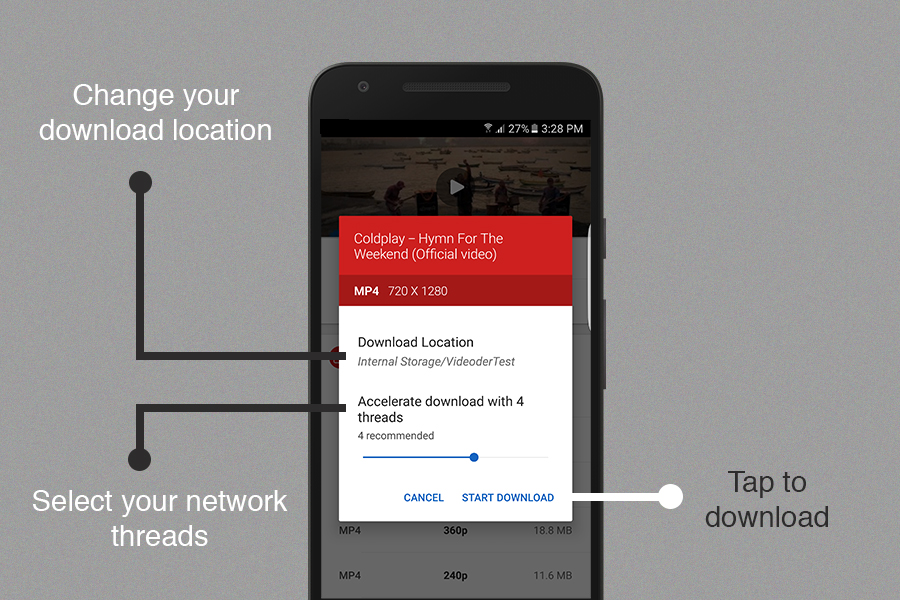 Change your
download location
27% 3:28 PM
Coldplay – Hymn For The
Weekend (Official video)
MP4 720 X 1280
Download Location
Internal Storage/VideoderTest
Accelerate download with 4
threads
4 recommended
CANCEL START DOWNLOAD
Select your network
threads
Tap to
download
MP4 360p 18.8 MB
MP4 240p 11.6 MB